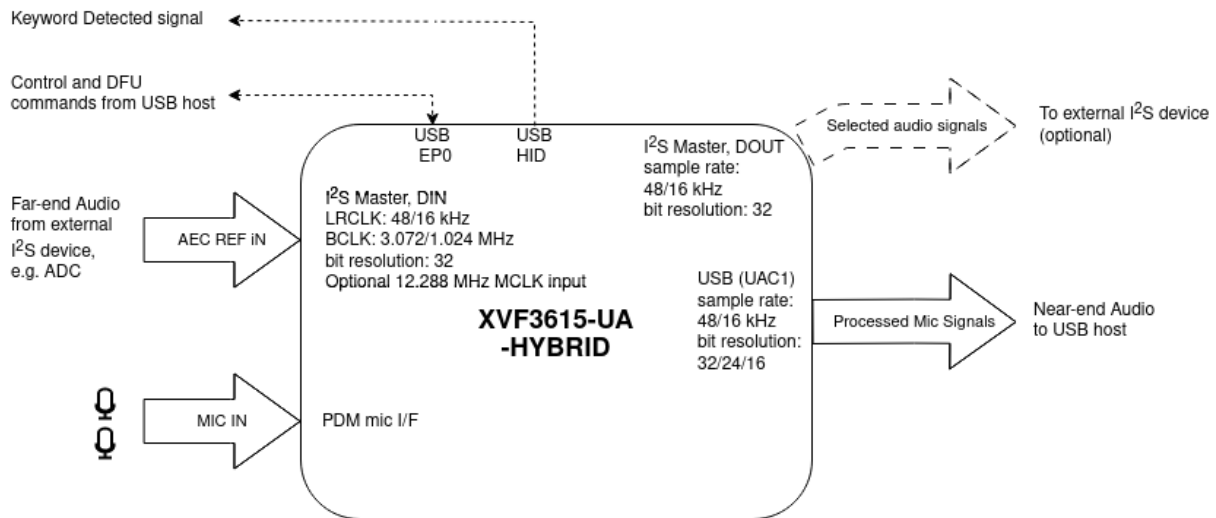 Keyword Detected signal
Control and DFU
commands from USB host
USB
EP0
USB
HID
I²S Master, DOUT
sample rate:
48/16 kHz
bit resolution: 32
Selected audio signals
To external I²S device
(optional)
Far-end Audio
from external
I²S device,
e.g. ADC
AEC REF iN
I²S Master, DIN
LRCLK: 48/16 kHz
BCLK: 3.072/1.024 MHz
bit resolution: 32
Optional 12.288 MHz MCLK input
XVF3615-UA
-HYBRID
USB (UAC1)
sample rate:
48/16 kHz
bit resolution:
32/24/16
Processed Mic Signals
Near-end Audio
to USB host
MIC IN
PDM mic I/F